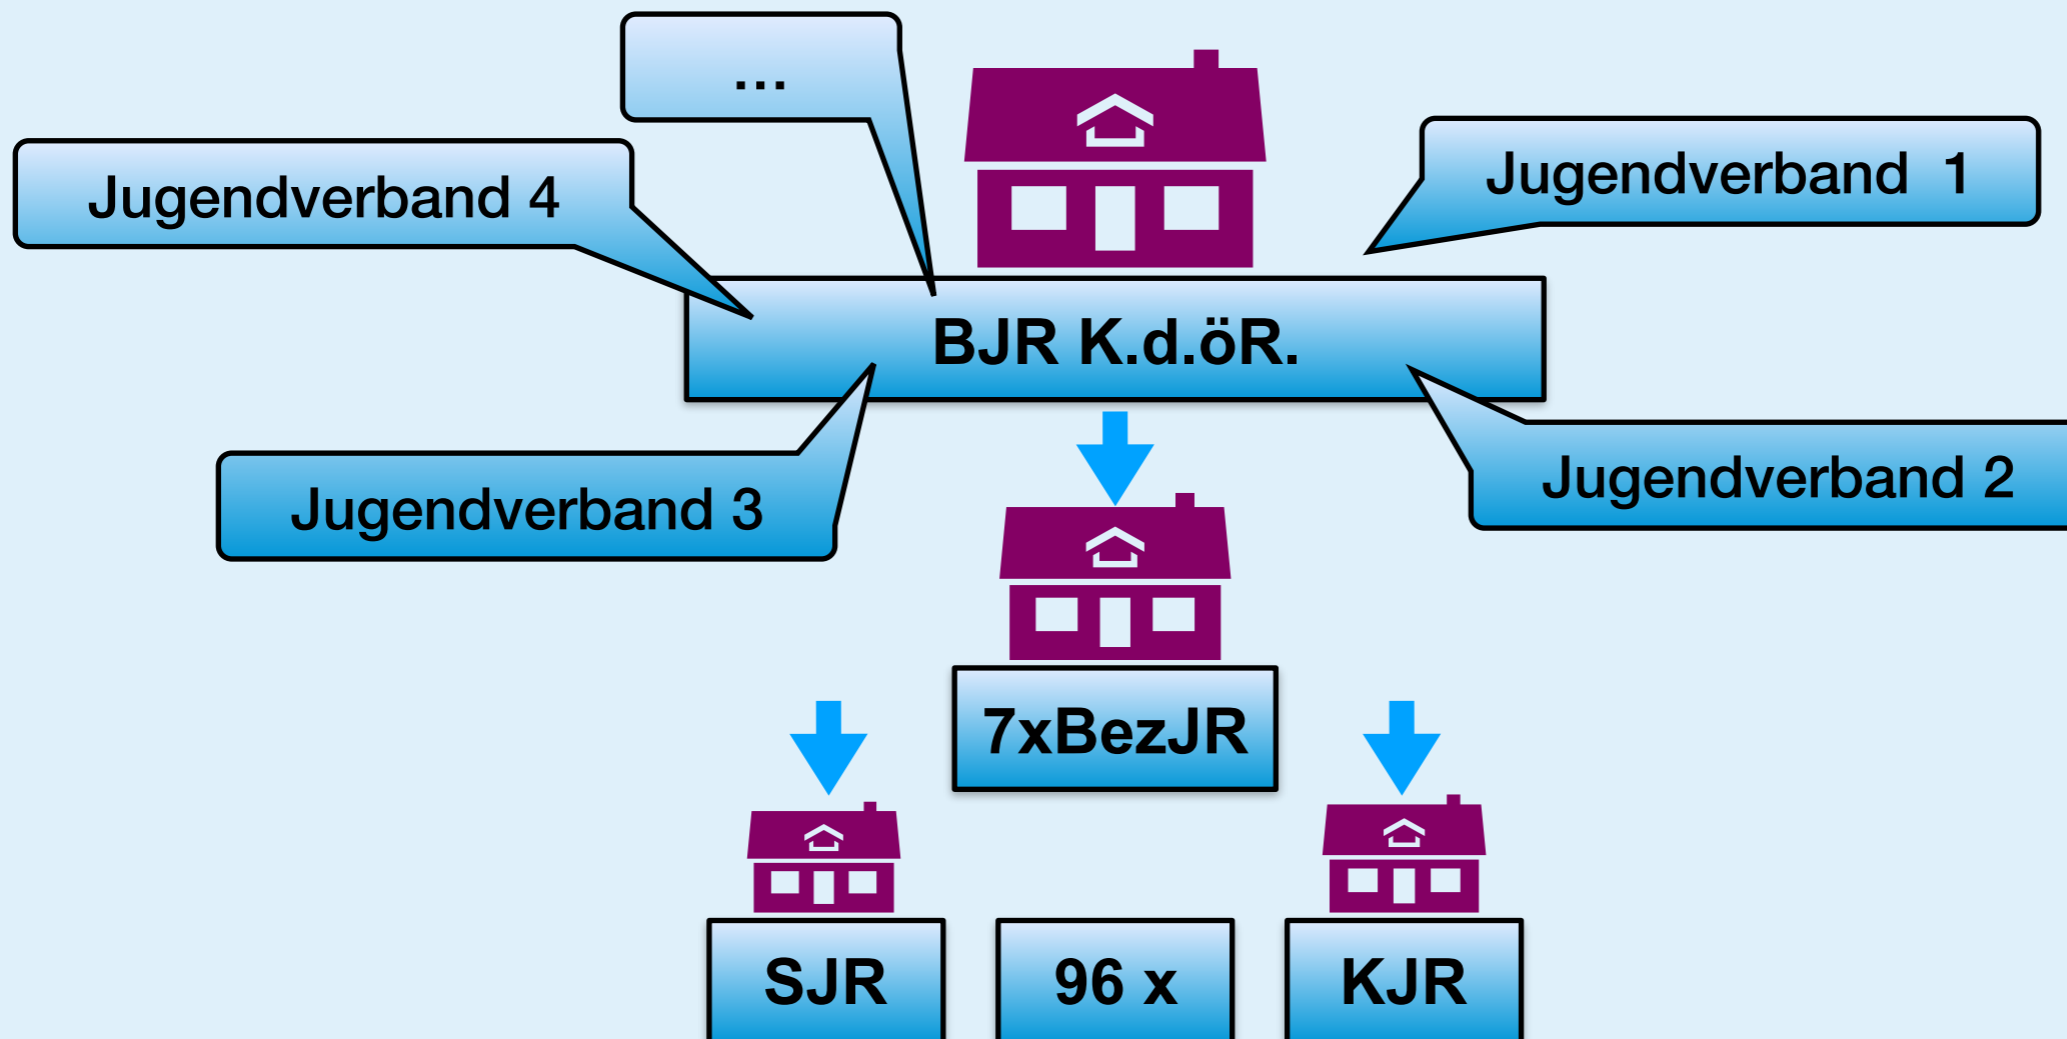 ...
Jugendverband 4
Jugendverband 1
BJR K.d.öR.
Jugendverband 3
Jugendverband 2
7xBezJR
SJR
96 x
KJR